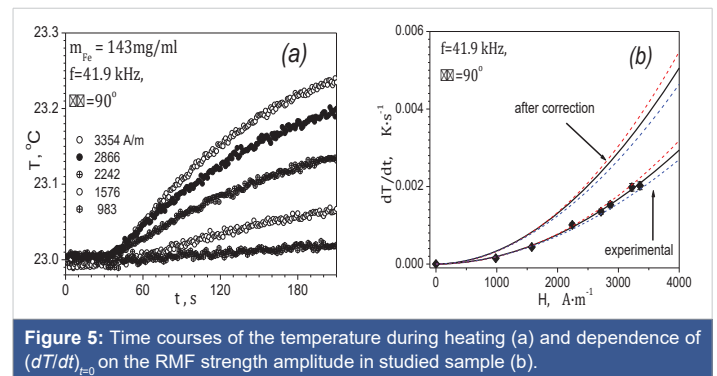 23.3
23.2
23.1
23.0
T, °C
m_Fe = 143mg/ml
f=41.9 kHz,
=90°
(a)
3354 A/m
2866
2242
1576
983
0 60 120 180
t, s
0.006
0.004
0.002
0.000
dT/dt, K·s⁻¹
f=41.9 kHz,
=90°
(b)
after correction
experimental
0 1000 2000 3000 4000
H, A·m⁻¹
Figure 5: Time courses of the temperature during heating (a) and dependence of
(dT/dt)t=0 on the RMF strength amplitude in studied sample (b).